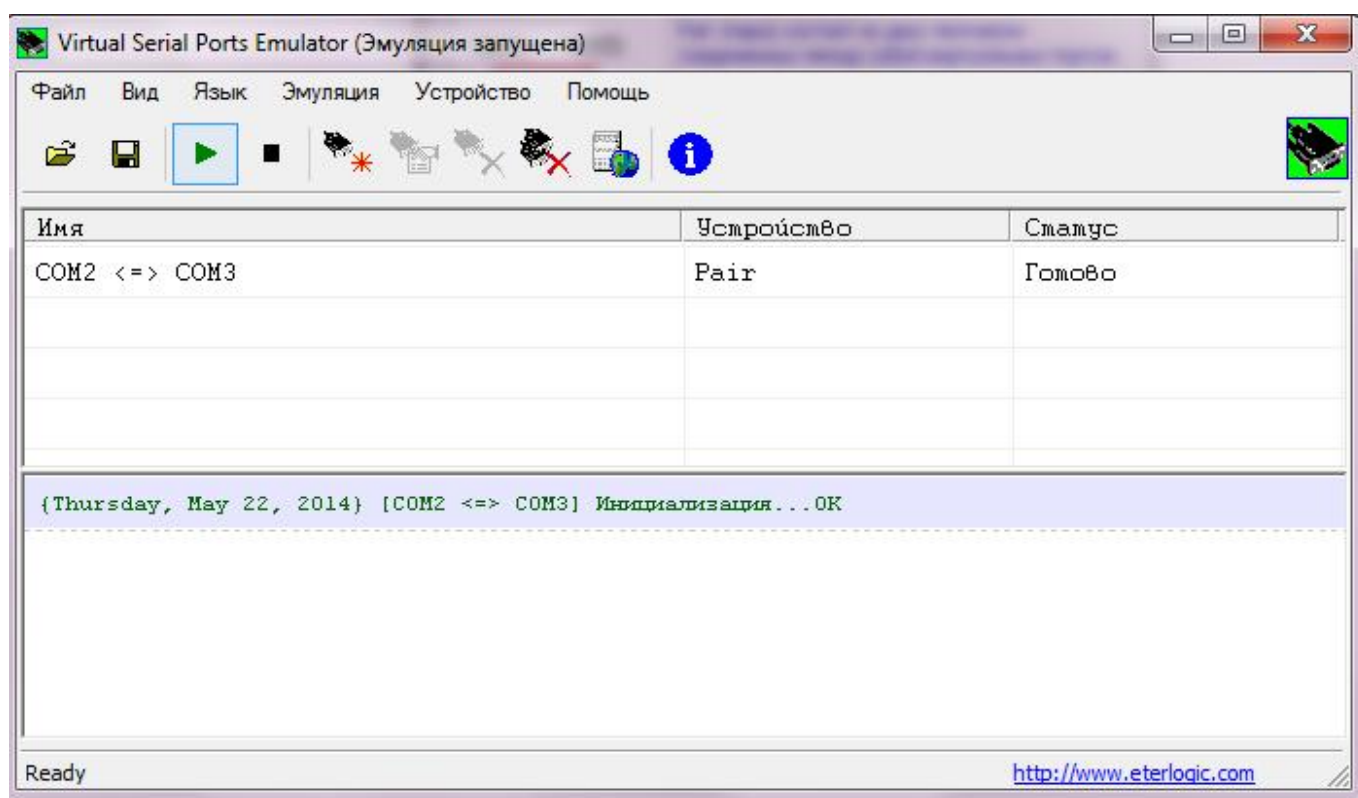 Virtual Serial Ports Emulator (Эмуляция запущена)
Файл Вид Язык Эмуляция Устройство Помощь
Имя Устройство Статус
COM2 <=> COM3 Pair Готово
{Thursday, May 22, 2014} [COM2 <=> COM3] Инициализация...OK
Ready http://www.eterlogic.com